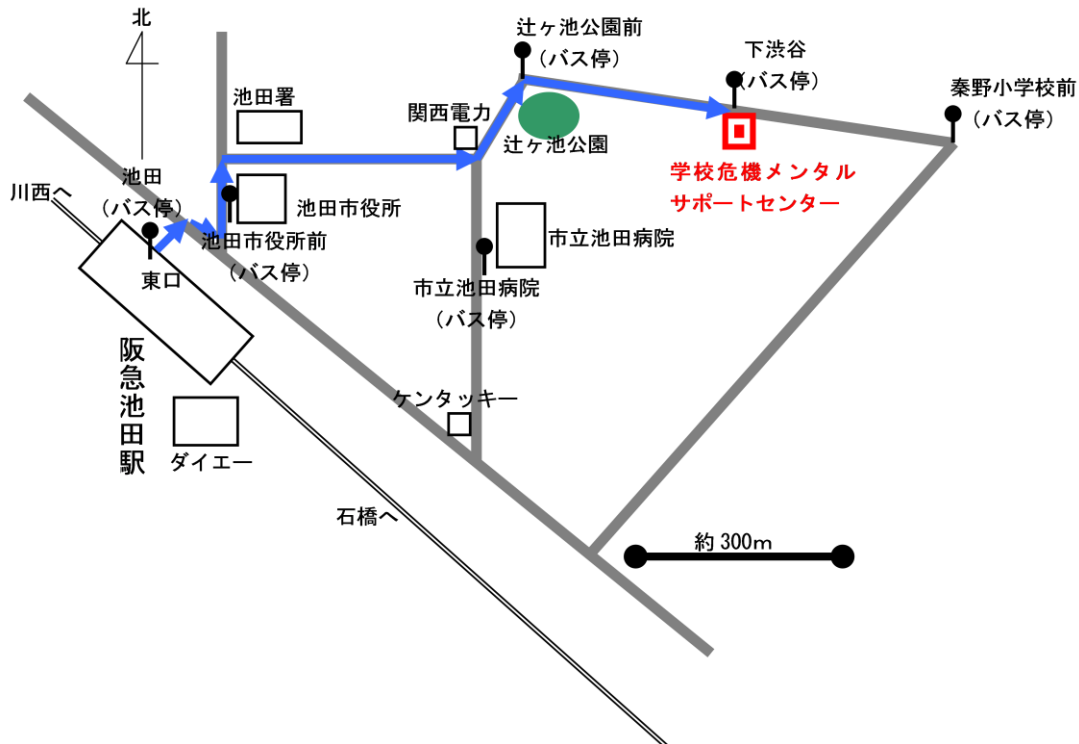 北
辻ヶ池公園前
（バス停）
下渋谷
（バス停）
秦野小学校前
（バス停）
池田署
関西電力
辻ヶ池公園
学校危機メンタル
サポートセンター
川西へ
池田
（バス停）
池田市役所
池田市役所前
（バス停）
東口
市立池田病院
市立池田病院
（バス停）
阪急池田駅
ケンタッキー
ダイエー
石橋へ
約300m